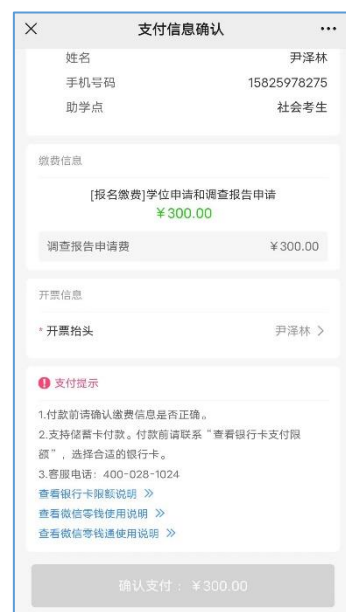 支付信息确认
姓名 尹泽林
手机号码 15825978275
助学点 社会考生
缴费信息
[报名缴费]学位申请和调查报告申请
￥300.00
调查报告申请费 ￥300.00
开票信息
* 开票抬头 尹泽林
支付提示
1.付款前请确认缴费信息是否正确。
2.支持储蓄卡付款。付款前请联系“查看银行卡支付限
额”，选择合适的银行卡。
3.客服电话：400-028-1024
查看银行卡限额说明
查看微信零钱使用说明
查看微信零钱通使用说明
确认支付：￥300.00